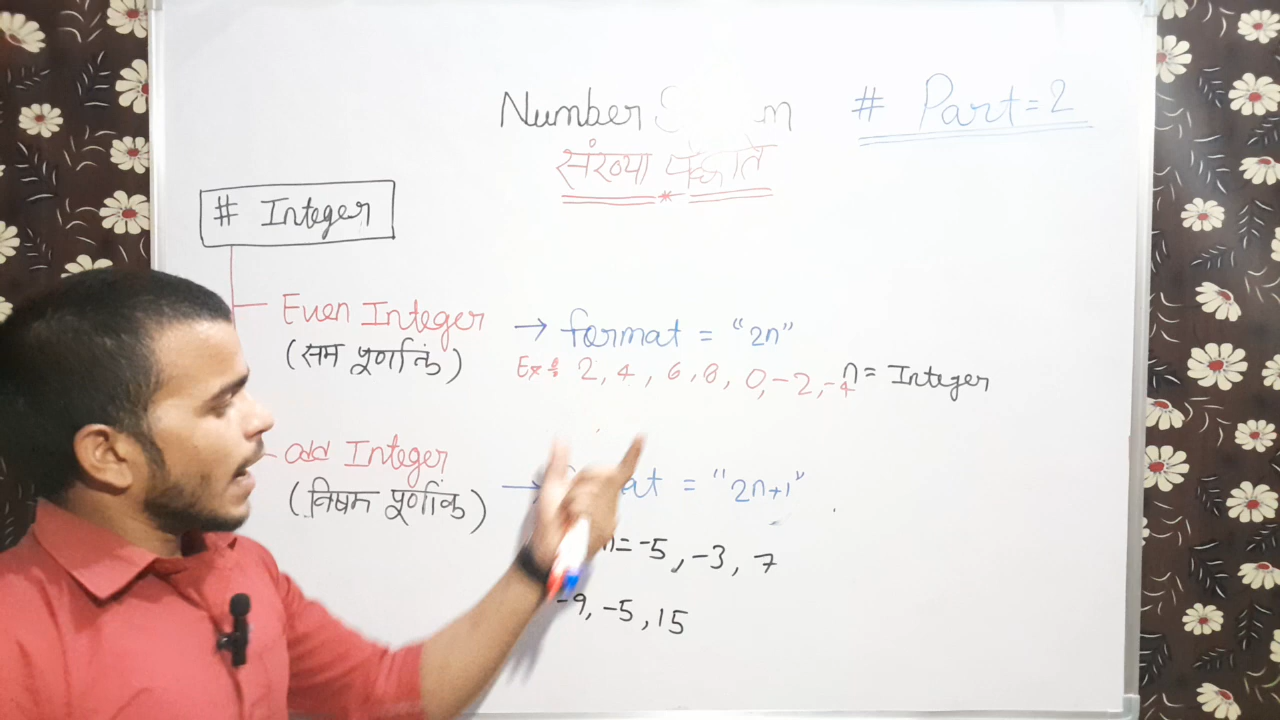 Number
# Part=2
संख्या पद्धति
# Integer
Even Integer → format = "2n"
(सम पूर्णांक)
Ex÷ 2, 4, 6, 8, 0, -2, -4
n = Integer
odd Integer → = "2n+1"
(विषम पूर्णांक)
n= -5, -3, 7
-9, -5, 15